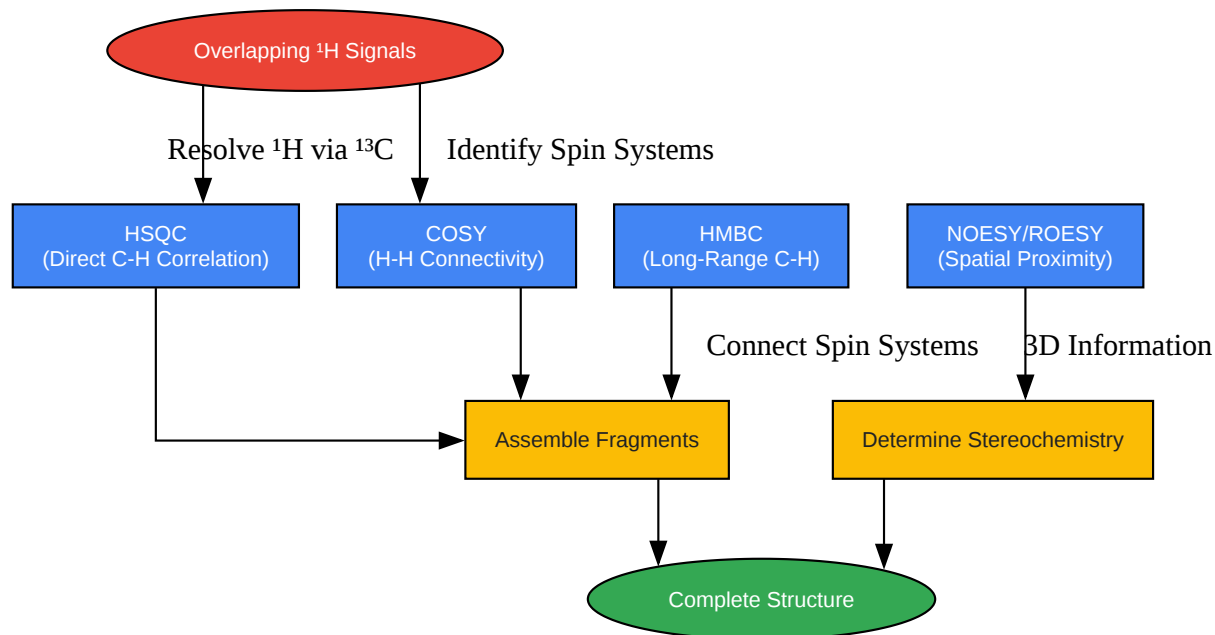 Overlapping ¹H Signals
Resolve ¹H via ¹³C
Identify Spin Systems
HSQC
(Direct C-H Correlation)
COSY
(H-H Connectivity)
HMBC
(Long-Range C-H)
NOESY/ROESY
(Spatial Proximity)
Connect Spin Systems
3D Information
Assemble Fragments
Determine Stereochemistry
Complete Structure